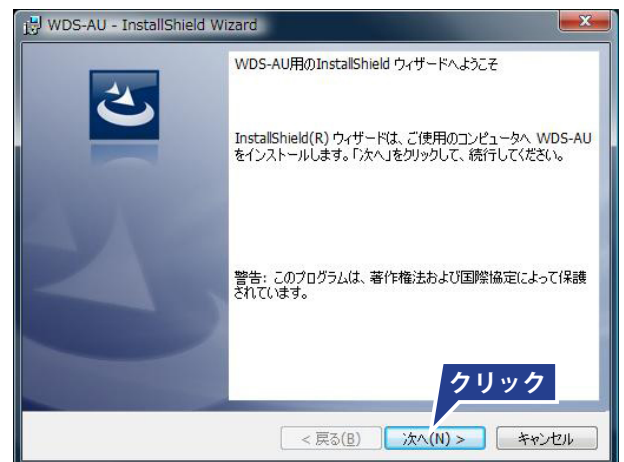 WDS-AU - InstallShield Wizard
WDS-AU用のInstallShield ウィザードへようこそ
InstallShield(R) ウィザードは、ご使用のコンピュータへ WDS-AU
をインストールします。「次へ」をクリックして、続行してください。
警告: このプログラムは、著作権法および国際協定によって保護
されています。
クリック
< 戻る(B) 次へ(N) > キャンセル